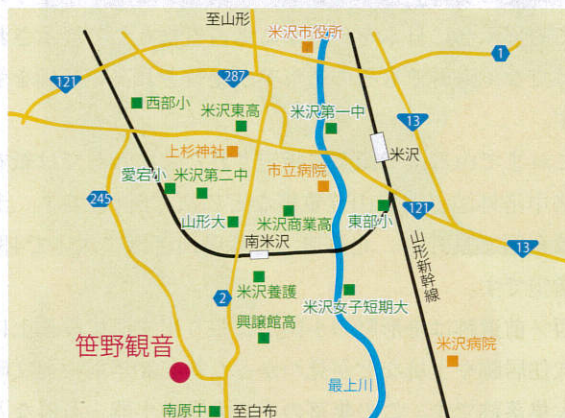 至山形
米沢市役所
1
121
287
西部小
米沢東高
米沢第一中
13
上杉神社
米沢
愛宕小
米沢第二中
市立病院
245
山形大
米沢商業高
東部小
121
南米沢
13
山形新幹線
2
米沢養護
米沢女子短期大
興譲館高
笹野観音
米沢病院
最上川
南原中
至白布